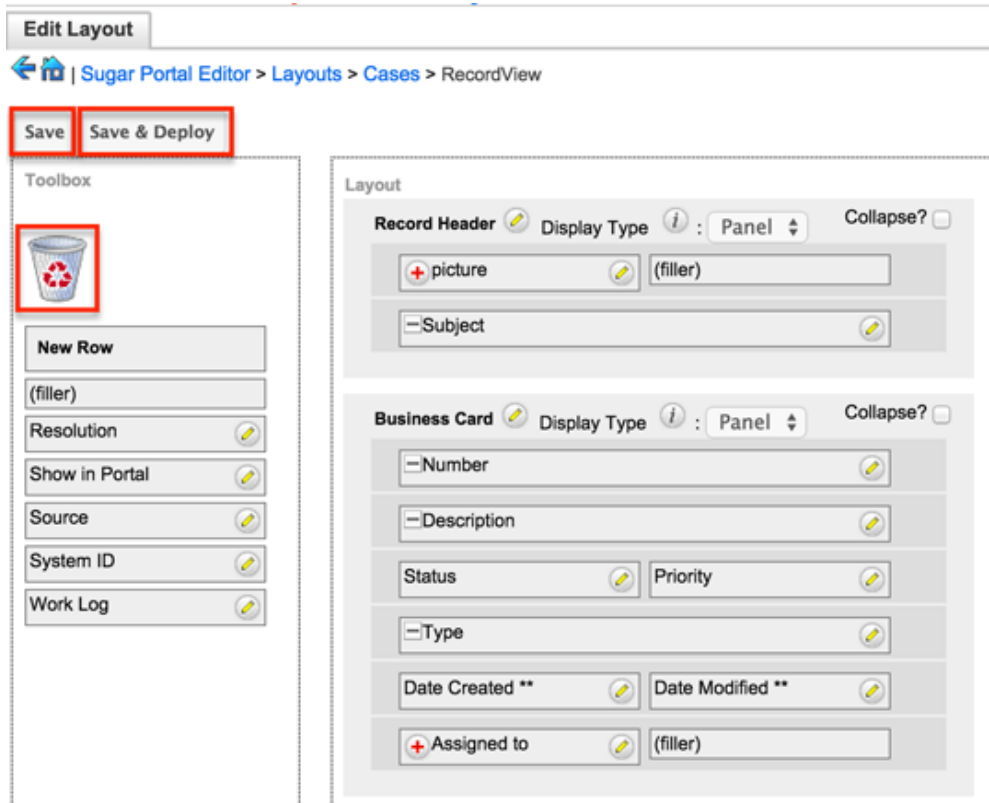 Edit Layout
| Sugar Portal Editor > Layouts > Cases > RecordView
Save
Save & Deploy
Toolbox
New Row
(filler)
Resolution
Show in Portal
Source
System ID
Work Log
Layout
Record Header Display Type i : Panel Collapse?
picture (filler)
Subject
Business Card Display Type i : Panel Collapse?
Number
Description
Status Priority
Type
Date Created ** Date Modified **
Assigned to (filler)